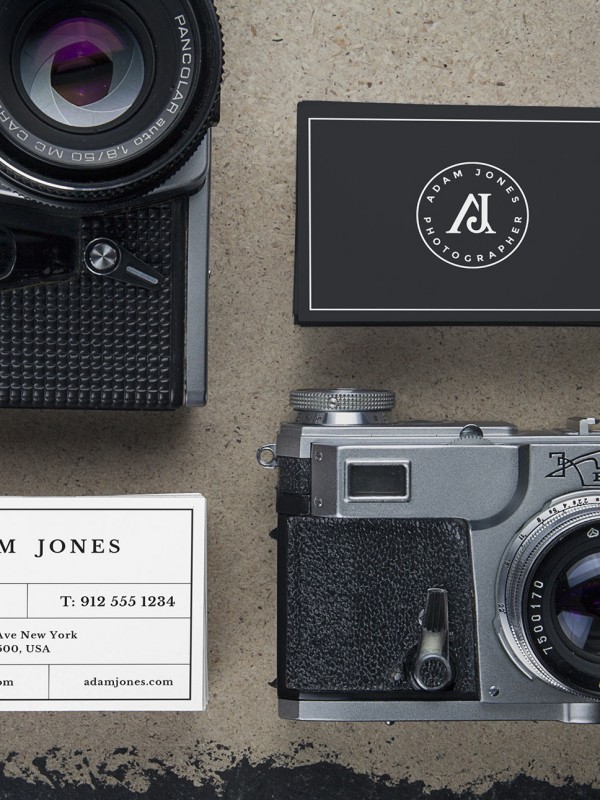 PANCOLAR auto 1.8/50 MC CARL
ADAM JONES
AJ
PHOTOGRAPHER
M JONES
T: 912 555 1234
Ave New York
500, USA
om
adamjones.com
7500170